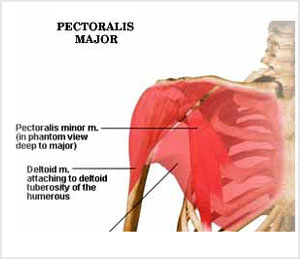 PECTORALIS
MAJOR
Pectoralis minor m.
(in phantom view
deep to major)
Deltoid m.
attaching to deltoid
tuberosity of the
humerous